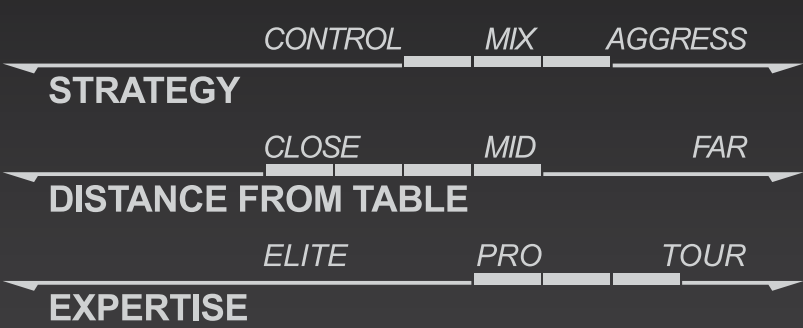 CONTROL MIX AGGRESS
STRATEGY
CLOSE MID FAR
DISTANCE FROM TABLE
ELITE PRO TOUR
EXPERTISE